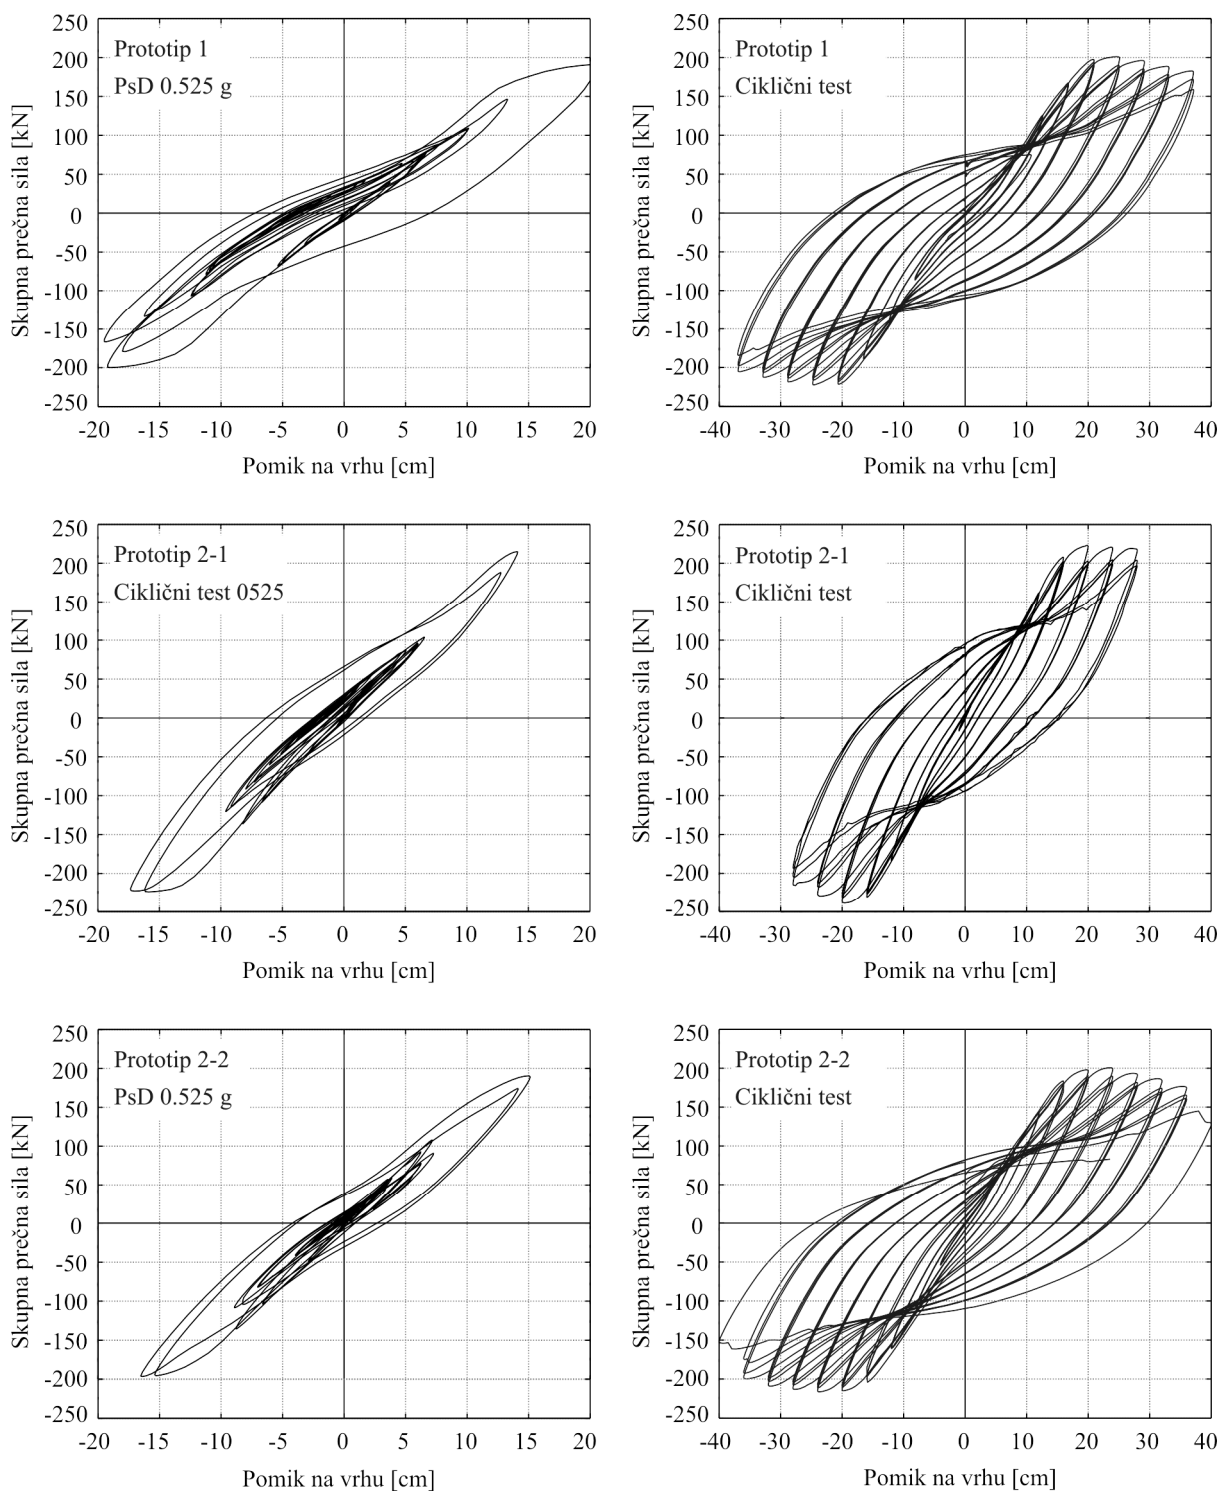 Prototip 1
PsD 0.525 g
Skupna prečna sila [kN]
250
200
150
100
50
0
-50
-100
-150
-200
-250
-20 -15 -10 -5 0 5 10 15 20
Pomik na vrhu [cm]
Prototip 1
Ciklični test
Skupna prečna sila [kN]
250
200
150
100
50
0
-50
-100
-150
-200
-250
-40 -30 -20 -10 0 10 20 30 40
Pomik na vrhu [cm]
Prototip 2-1
Ciklični test 0525
Skupna prečna sila [kN]
250
200
150
100
50
0
-50
-100
-150
-200
-250
-20 -15 -10 -5 0 5 10 15 20
Pomik na vrhu [cm]
Prototip 2-1
Ciklični test
Skupna prečna sila [kN]
250
200
150
100
50
0
-50
-100
-150
-200
-250
-40 -30 -20 -10 0 10 20 30 40
Pomik na vrhu [cm]
Prototip 2-2
PsD 0.525 g
Skupna prečna sila [kN]
250
200
150
100
50
0
-50
-100
-150
-200
-250
-20 -15 -10 -5 0 5 10 15 20
Pomik na vrhu [cm]
Prototip 2-2
Ciklični test
Skupna prečna sila [kN]
250
200
150
100
50
0
-50
-100
-150
-200
-250
-40 -30 -20 -10 0 10 20 30 40
Pomik na vrhu [cm]